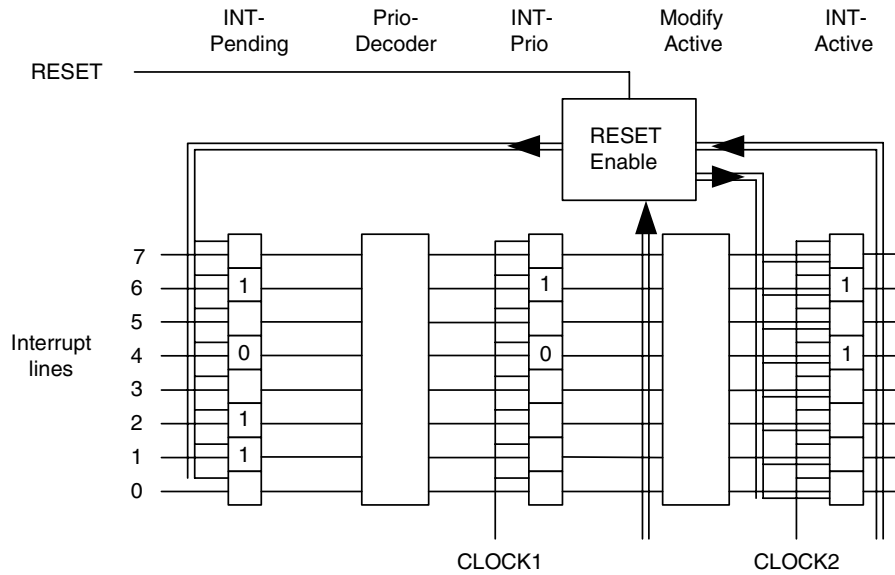 INT-Pending
Prio-Decoder
INT-Prio
Modify Active
INT-Active
RESET
RESET Enable
7
6 1 1 1
5
Interrupt lines
4 0 0 1
3
2 1
1 1
0
CLOCK1
CLOCK2